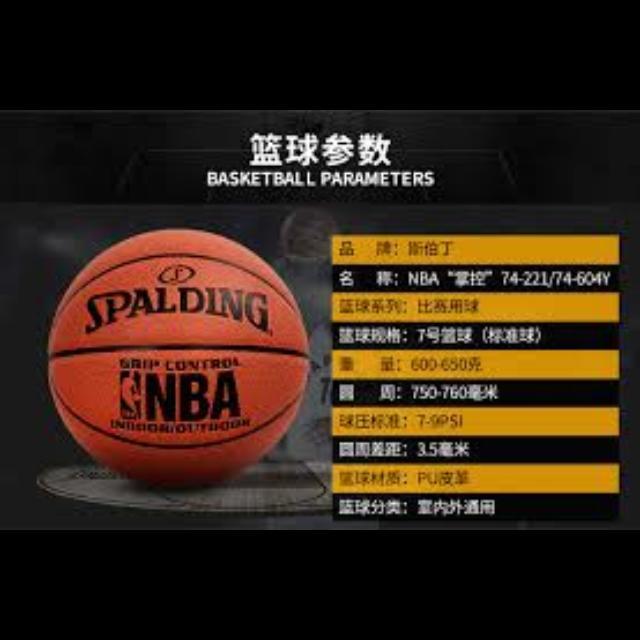 篮球参数
BASKETBALL PARAMETERS
SPALDING
GRIP CONTROL
NBA
INDOOR/OUTDOOR
品 牌：斯伯丁
名 称：NBA“掌控”74-221/74-604Y
篮球系列：比赛用球
篮球规格：7号篮球（标准球）
重 量：600-650克
圆 周：750-760毫米
球压标准：7-9PSI
圆周差距：3.5毫米
篮球材质：PU皮革
篮球分类：室内外通用